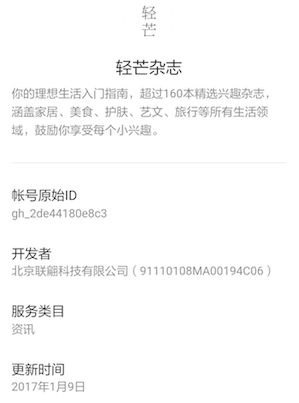 轻
芒
轻芒杂志
你的理想生活入门指南，超过160本精选兴趣杂志，
涵盖家居、美食、护肤、艺文、旅行等所有生活领
域，鼓励你享受每个小兴趣。
帐号原始ID
gh_2de44180e8c3
开发者
北京联翩科技有限公司（91110108MA00194C06）
服务类目
资讯
更新时间
2017年1月9日